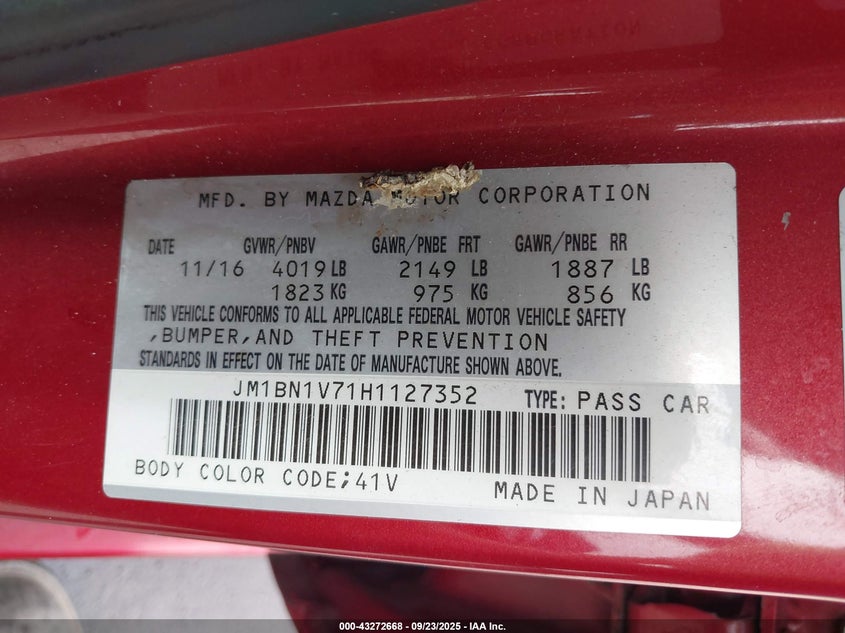 MFD. BY MAZDA MOTOR CORPORATION
DATE GVWR/PNBV GAWR/PNBE FRT GAWR/PNBE RR
11/16 4019 LB 2149 LB 1887 LB
1823 KG 975 KG 856 KG
THIS VEHICLE CONFORMS TO ALL APPLICABLE FEDERAL MOTOR VEHICLE SAFETY
,BUMPER,AND THEFT PREVENTION
STANDARDS IN EFFECT ON THE DATE OF MANUFACTURE SHOWN ABOVE.
JM1BN1V71H1127352 TYPE: PASS CAR
BODY COLOR CODE;41V MADE IN JAPAN
000-43272668 - 09/23/2025 - IAA Inc.